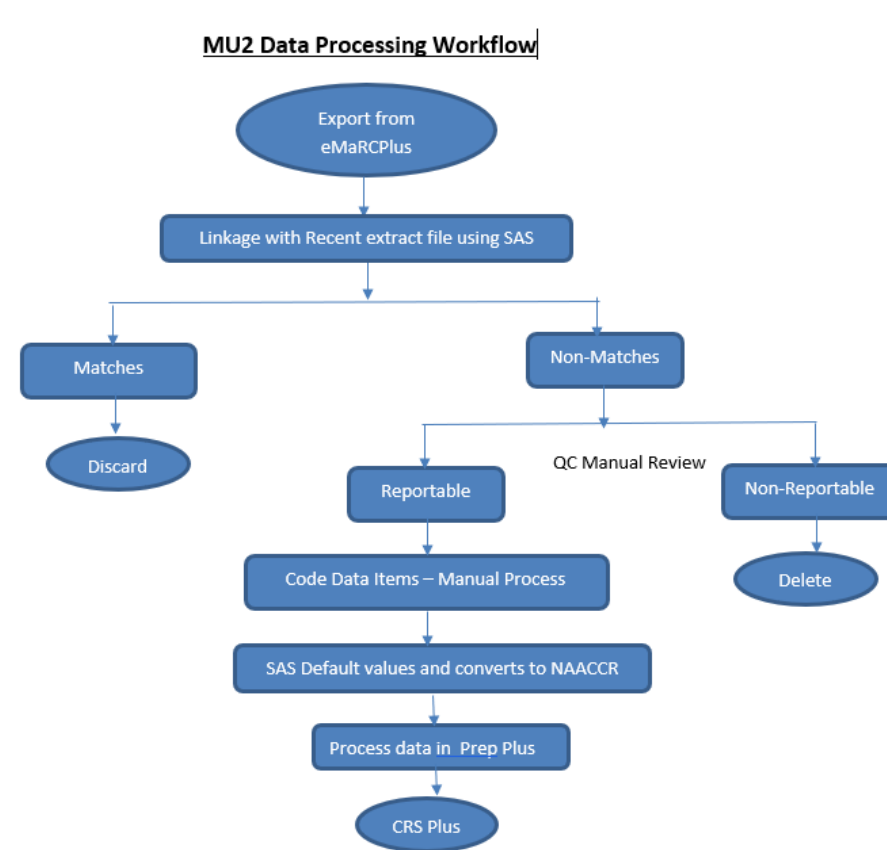 MU2 Data Processing Workflow
Export from
eMaRCPlus
Linkage with Recent extract file using SAS
Matches
Non-Matches
Discard
QC Manual Review
Reportable
Non-Reportable
Code Data Items – Manual Process
Delete
SAS Default values and converts to NAACCR
Process data in  Prep Plus
CRS Plus